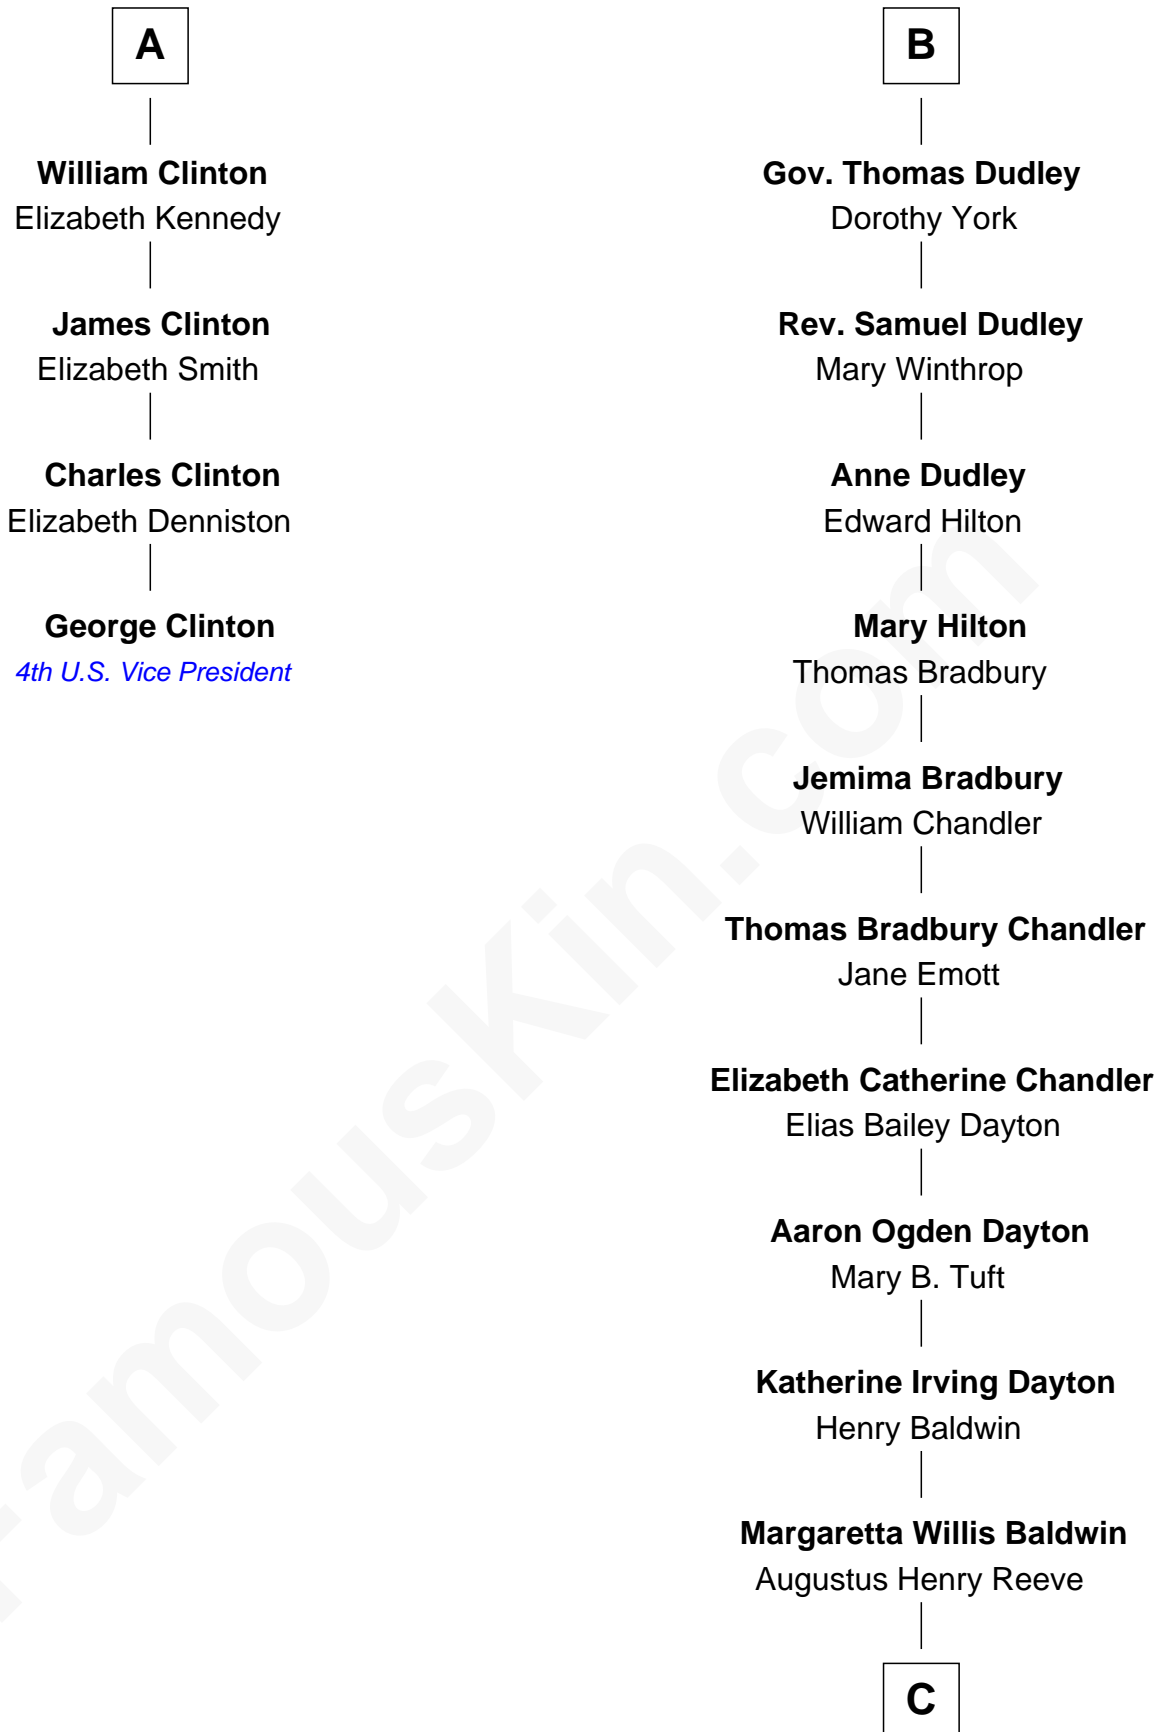 A
William Clinton
Elizabeth Kennedy
James Clinton
Elizabeth Smith
Charles Clinton
Elizabeth Denniston
George Clinton
4th U.S. Vice President
B
Gov. Thomas Dudley
Dorothy York
Rev. Samuel Dudley
Mary Winthrop
Anne Dudley
Edward Hilton
Mary Hilton
Thomas Bradbury
Jemima Bradbury
William Chandler
Thomas Bradbury Chandler
Jane Emott
Elizabeth Catherine Chandler
Elias Bailey Dayton
Aaron Ogden Dayton
Mary B. Tuft
Katherine Irving Dayton
Henry Baldwin
Margaretta Willis Baldwin
Augustus Henry Reeve
C
FamousKin.com